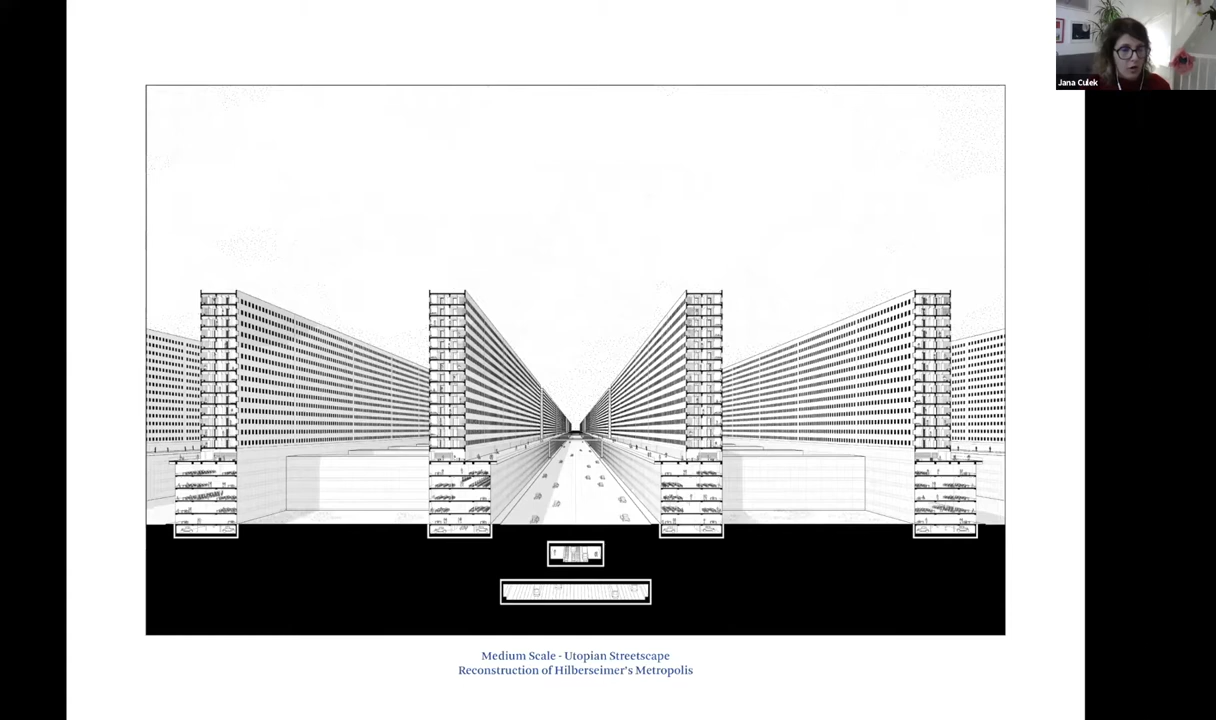 Jana Culek
Medium Scale - Utopian Streetscape
Reconstruction of Hilberseimer's Metropolis